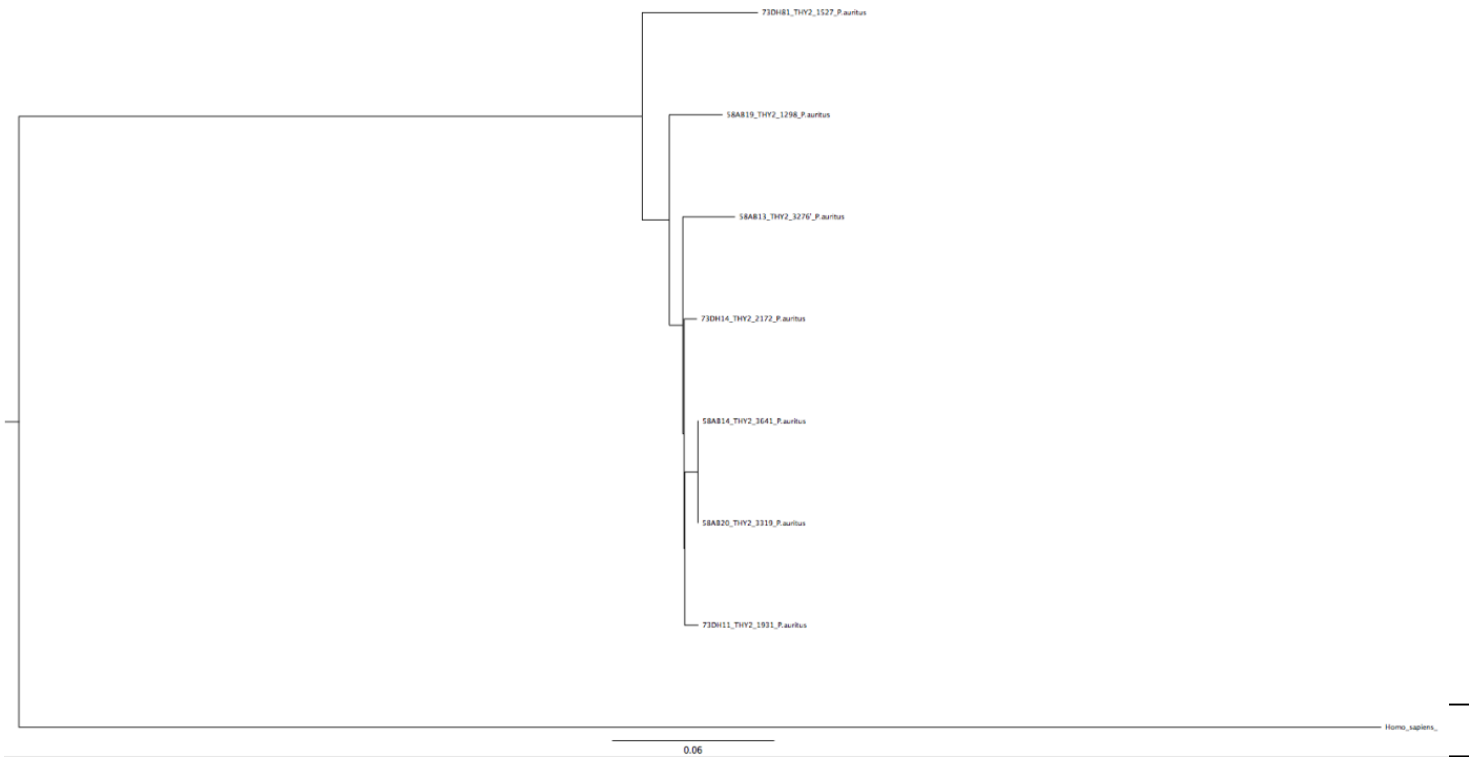 73DH81_THY2_1527_P.auritus
58AB19_THY2_1298_P.auritus
58AB13_THY2_3276'_P.auritus
73DH14_THY2_2172_P.auritus
58AB14_THY2_3641_P.auritus
58AB20_THY2_3319_P.auritus
73DH11_THY2_1931_P.auritus
Homo_sapiens_
0.06